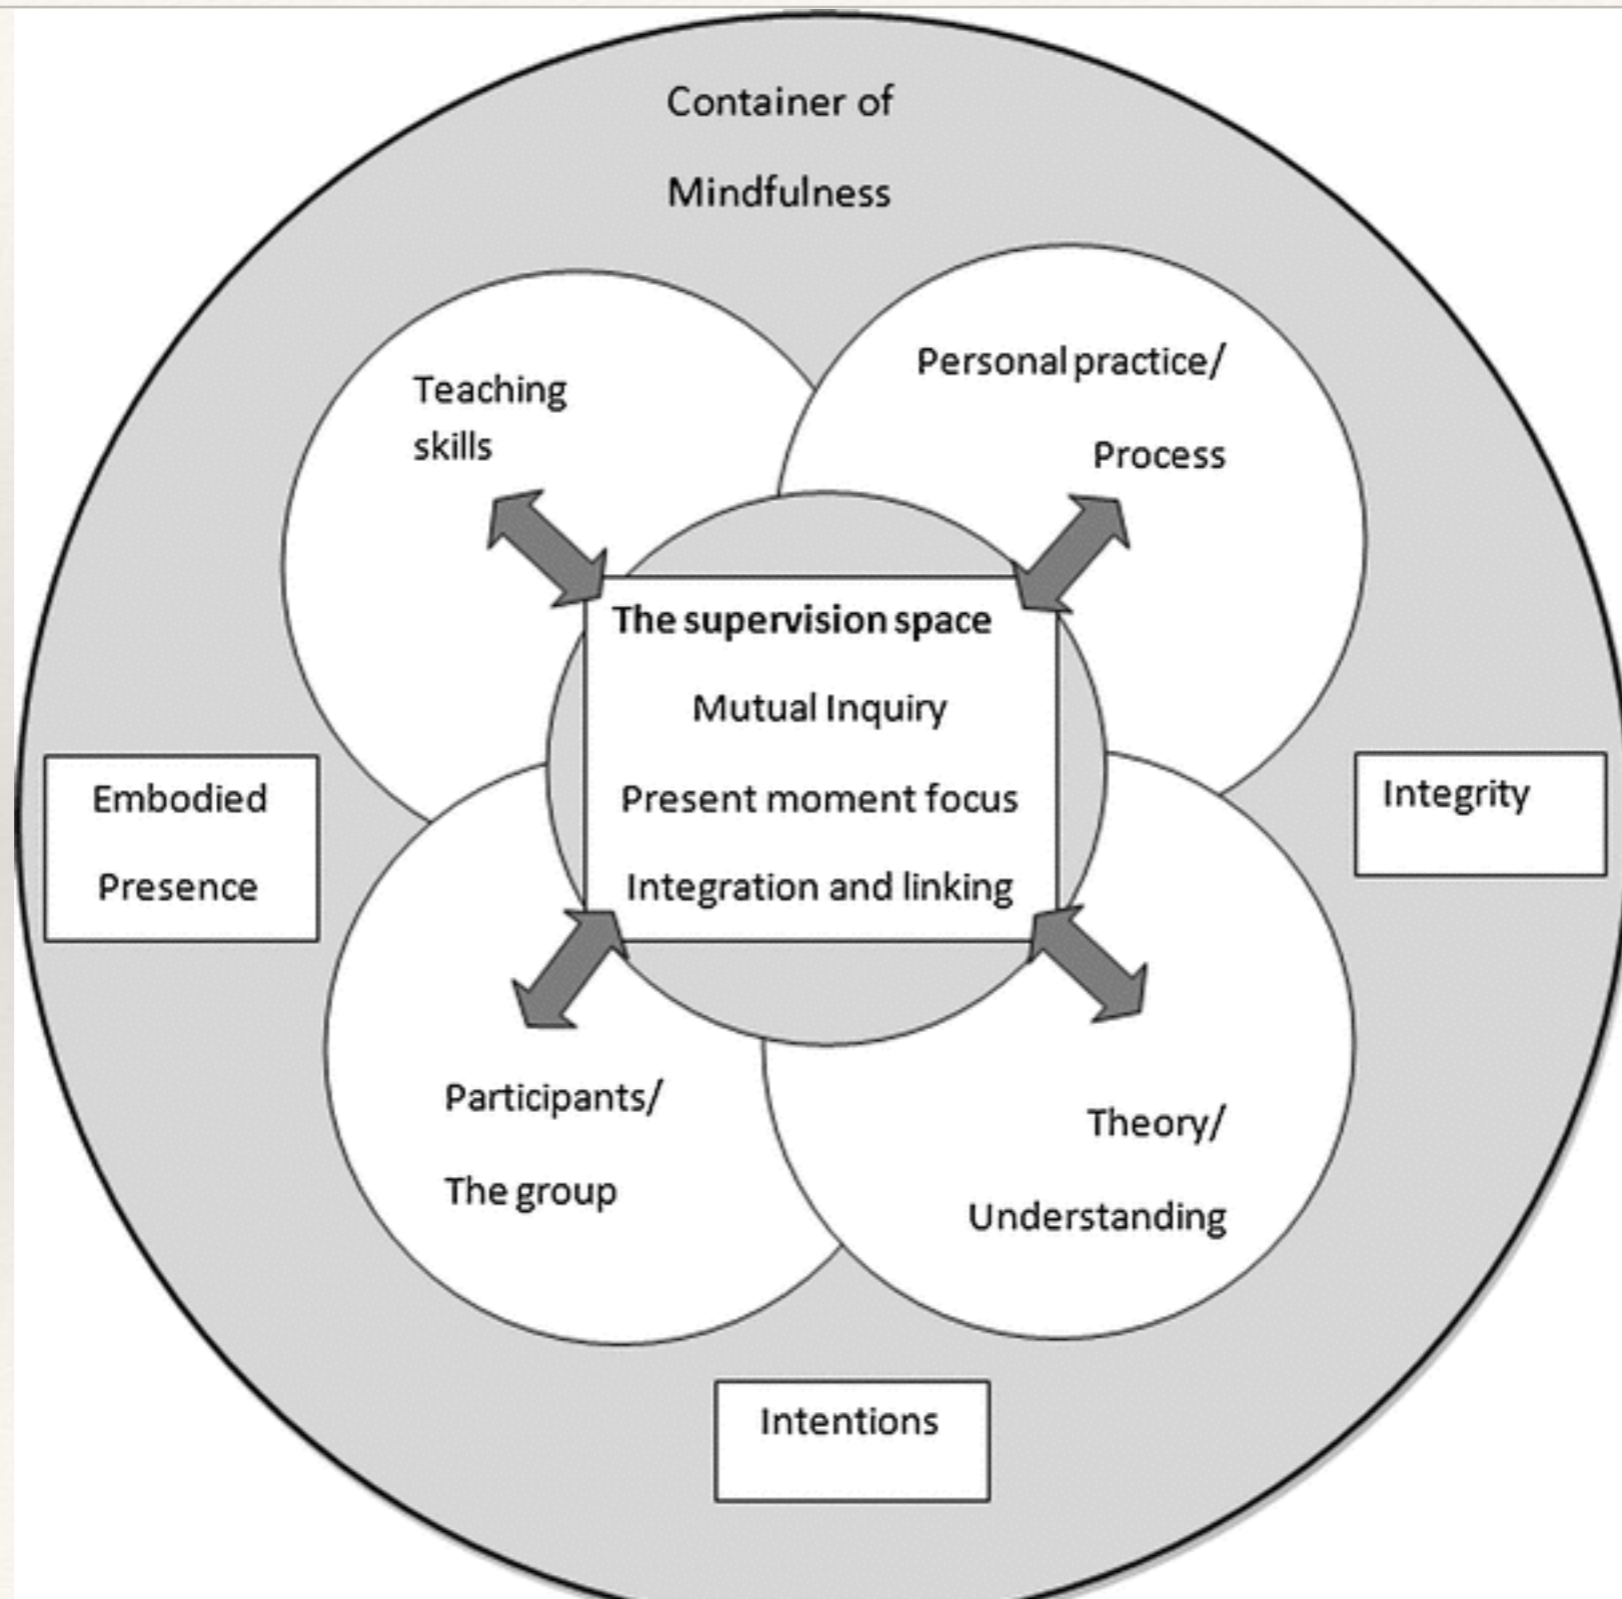 Container of
Mindfulness
Teaching
skills
Personal practice/
Process
The supervision space
Mutual Inquiry
Present moment focus
Integration and linking
Embodied
Presence
Integrity
Participants/
The group
Theory/
Understanding
Intentions